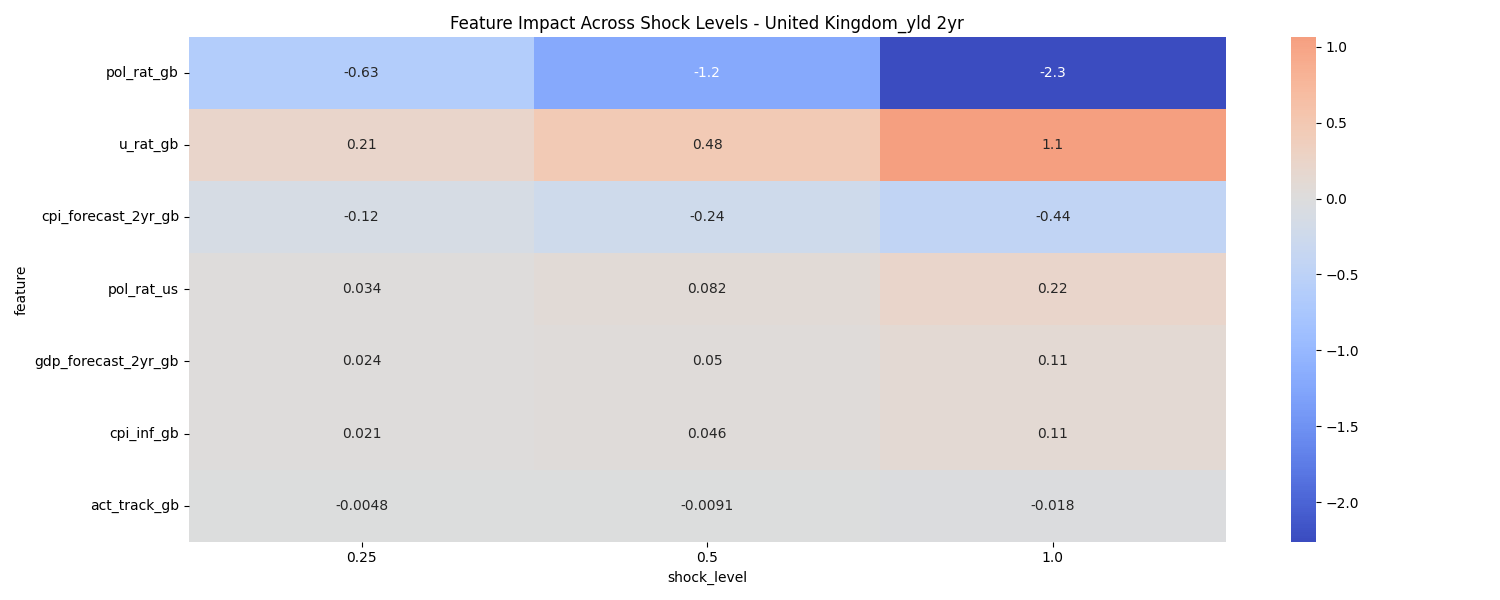 Feature Impact Across Shock Levels - United Kingdom_yld 2yr
feature
pol_rat_gb -0.63 -1.2 -2.3
u_rat_gb 0.21 0.48 1.1
cpi_forecast_2yr_gb -0.12 -0.24 -0.44
pol_rat_us 0.034 0.082 0.22
gdp_forecast_2yr_gb 0.024 0.05 0.11
cpi_inf_gb 0.021 0.046 0.11
act_track_gb -0.0048 -0.0091 -0.018
0.25 0.5 1.0
shock_level
1.0
0.5
0.0
−0.5
−1.0
−1.5
−2.0